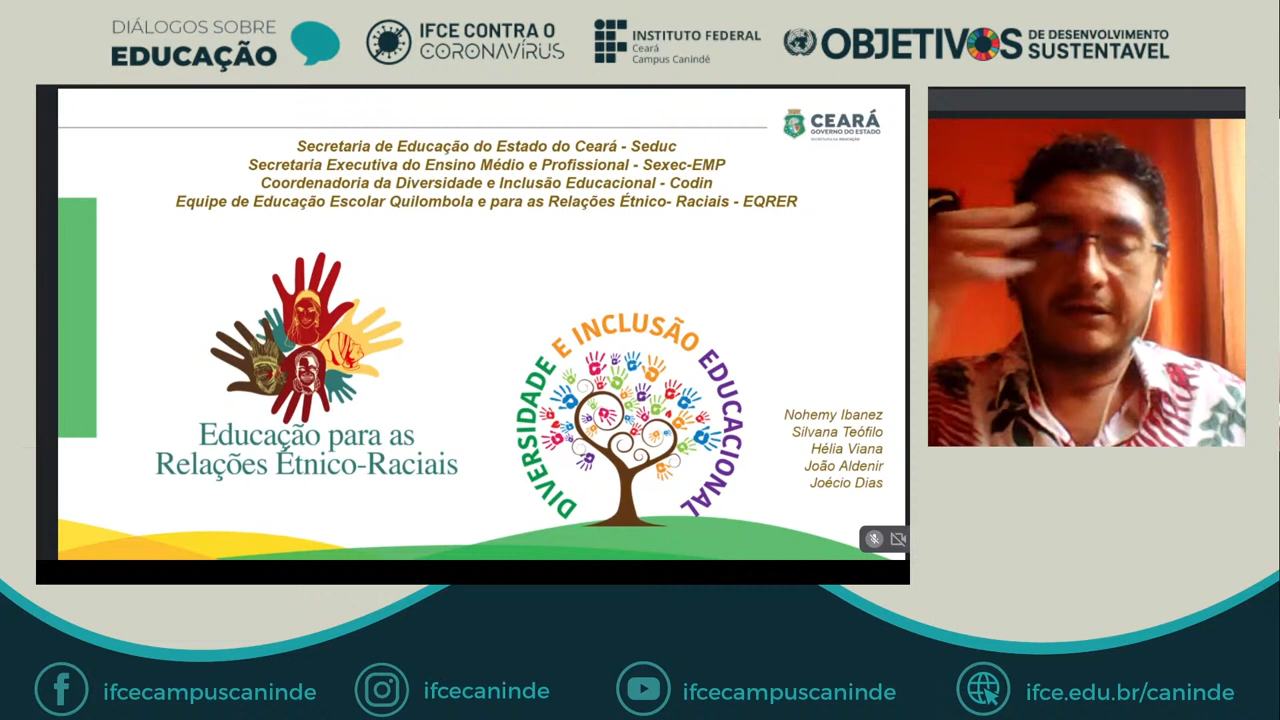 DIÁLOGOS SOBRE
EDUCAÇÃO
IFCE CONTRA O
CORONAVÍRUS
INSTITUTO FEDERAL
Ceará
Campus Canindé
OBJETIVOS
DE DESENVOLVIMENTO
SUSTENTAVEL
CEARÁ
GOVERNO DO ESTADO
SECRETARIA DA EDUCAÇÃO
Secretaria de Educação do Estado do Ceará - Seduc
Secretaria Executiva do Ensino Médio e Profissional - Sexec-EMP
Coordenadoria da Diversidade e Inclusão Educacional - Codin
Equipe de Educação Escolar Quilombola e para as Relações Étnico- Raciais - EQRER
Educação para as
Relações Étnico-Raciais
DIVERSIDADE E INCLUSÃO EDUCACIONAL
Nohemy Ibanez
Silvana Teófilo
Hélia Viana
João Aldenir
Joécio Dias
ifcecampuscaninde
ifcecaninde
ifcecampuscaninde
ifce.edu.br/caninde